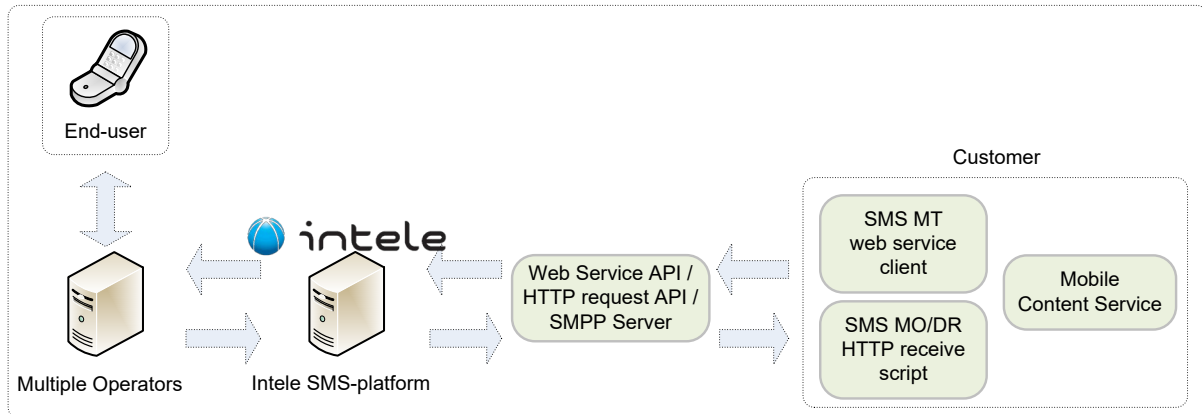 End-user
Customer
intele
SMS MT
web service
client
Web Service API /
HTTP request API /
SMPP Server
Mobile
Content Service
SMS MO/DR
HTTP receive
script
Multiple Operators
Intele SMS-platform